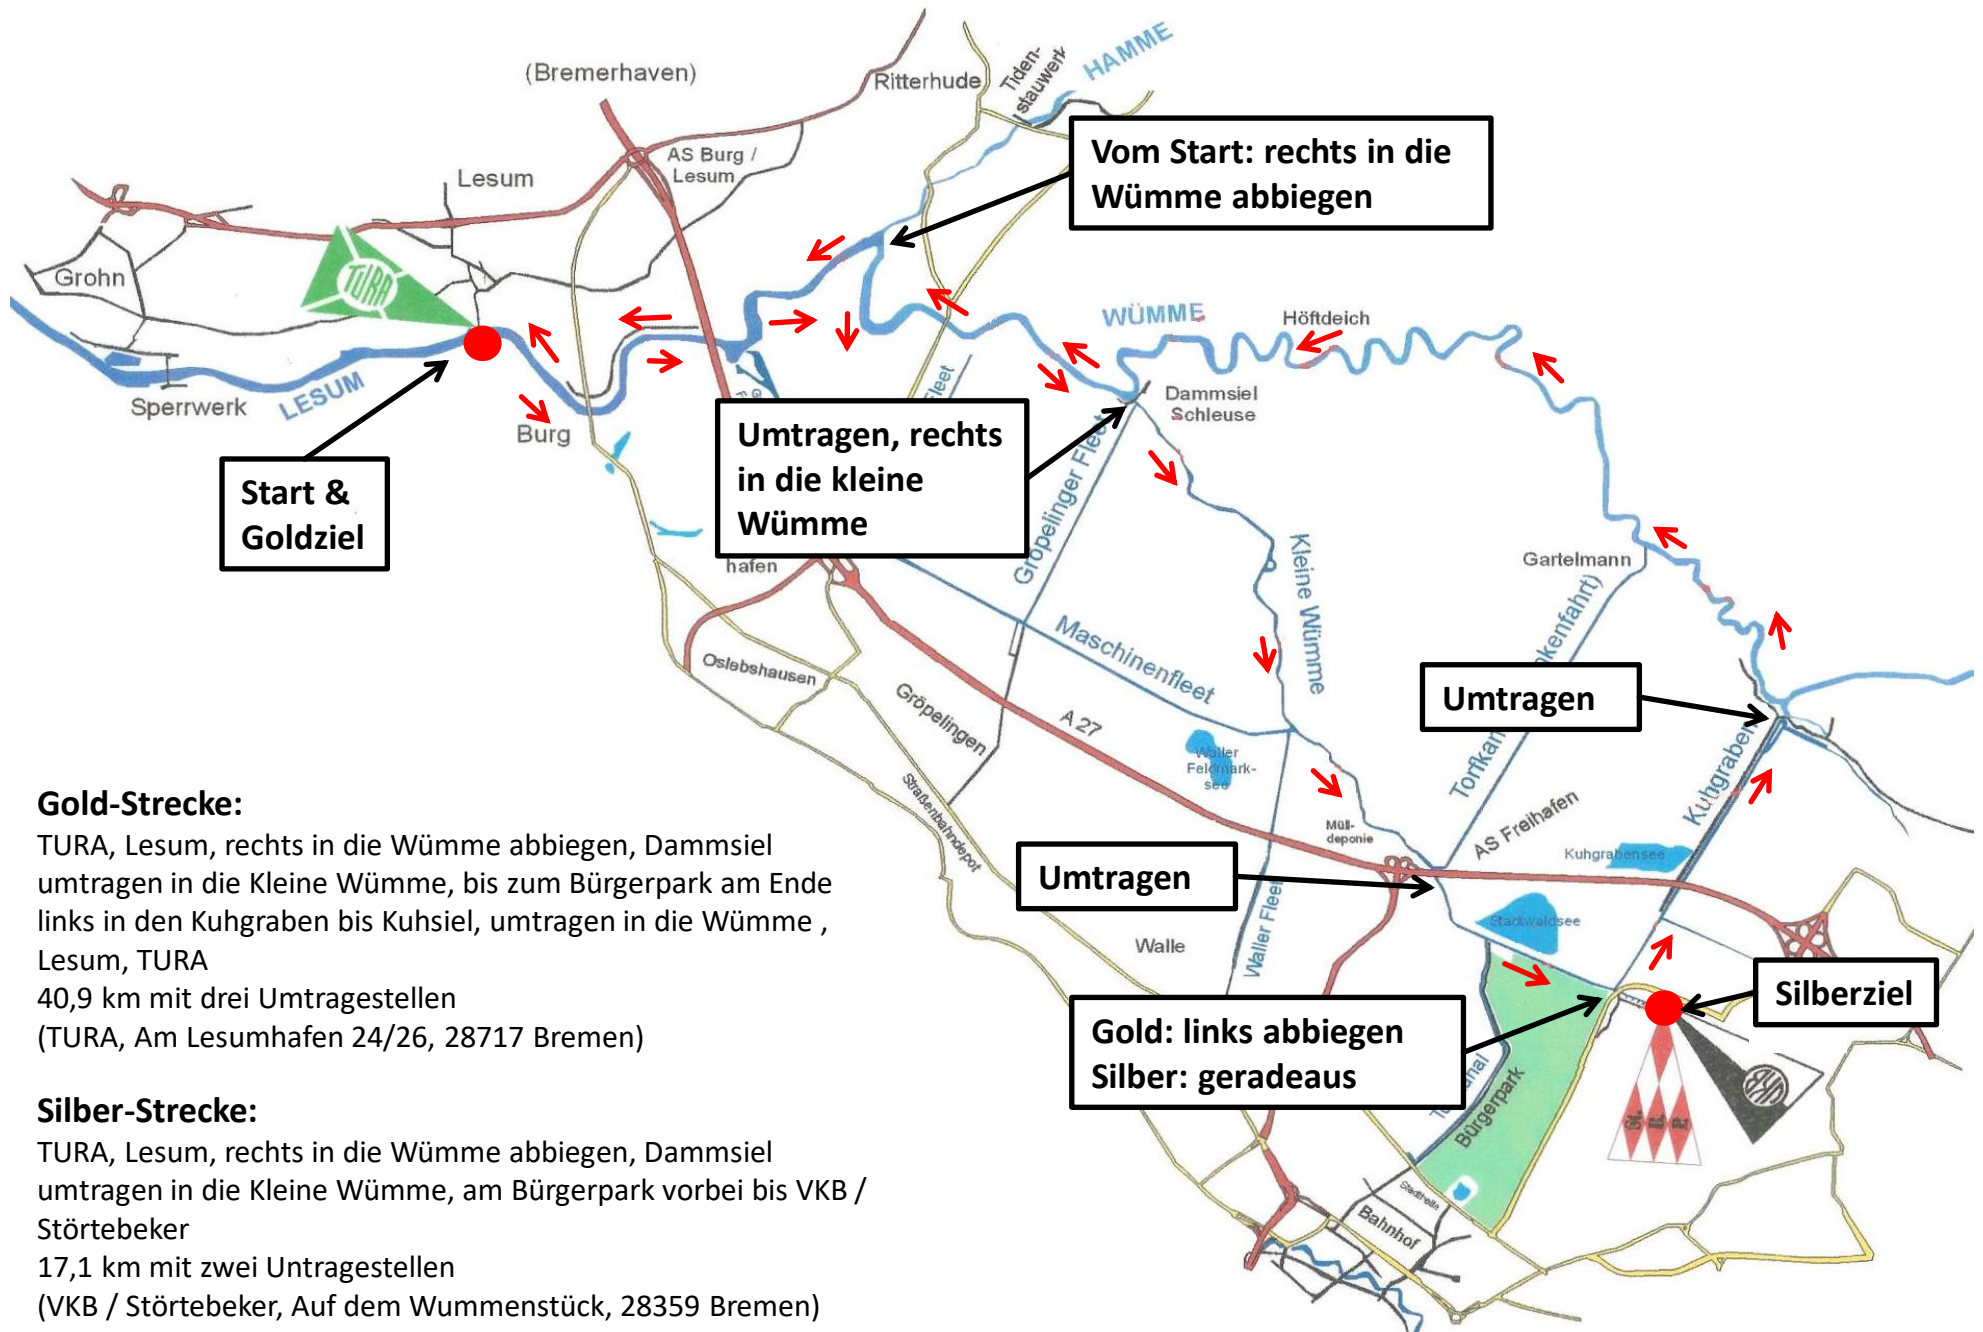 (Bremerhaven)
Ritterhude
Tiden-
stauwerk
HAMME
AS Burg /
Lesum
Lesum
Vom Start: rechts in die
Wümme abbiegen
Grohn
TURA
WÜMME
Höftdeich
Sperrwerk
LESUM
Burg
Fleet
Dammsiel
Schleuse
Start &
Goldziel
Umtragen, rechts
in die kleine
Wümme
Gröpelinger Fleet
hafen
Kleine Wümme
Gartelmann
Oslebshausen
Maschinenfleet
nkenfahrt)
Umtragen
Gröpelingen
A 27
Waller
Feldmark-
see
Torfkan
Kuhgraben
Straßenbahndepot
Müll-
deponie
AS Freihafen
Kuhgrabensee
Umtragen
Stadtwaldsee
Walle
Waller Fleet
Silberziel
Gold: links abbiegen
Silber: geradeaus
Bürgerpark
Stadthalle
Bahnhof
Gold-Strecke:
TURA, Lesum, rechts in die Wümme abbiegen, Dammsiel
umtragen in die Kleine Wümme, bis zum Bürgerpark am Ende
links in den Kuhgraben bis Kuhsiel, umtragen in die Wümme ,
Lesum, TURA
40,9 km mit drei Umtragestellen
(TURA, Am Lesumhafen 24/26, 28717 Bremen)
Silber-Strecke:
TURA, Lesum, rechts in die Wümme abbiegen, Dammsiel
umtragen in die Kleine Wümme, am Bürgerpark vorbei bis VKB /
Störtebeker
17,1 km mit zwei Untragestellen
(VKB / Störtebeker, Auf dem Wummenstück, 28359 Bremen)